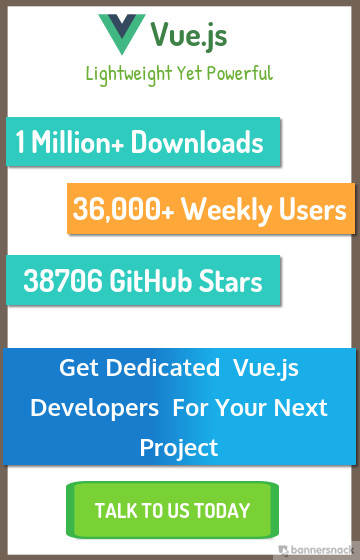 Vue.js
Lightweight Yet Powerful
1 Million+ Downloads
36,000+ Weekly Users
38706 GitHub Stars
Get Dedicated Vue.js
Developers For Your Next
Project
TALK TO US TODAY
bannersnack